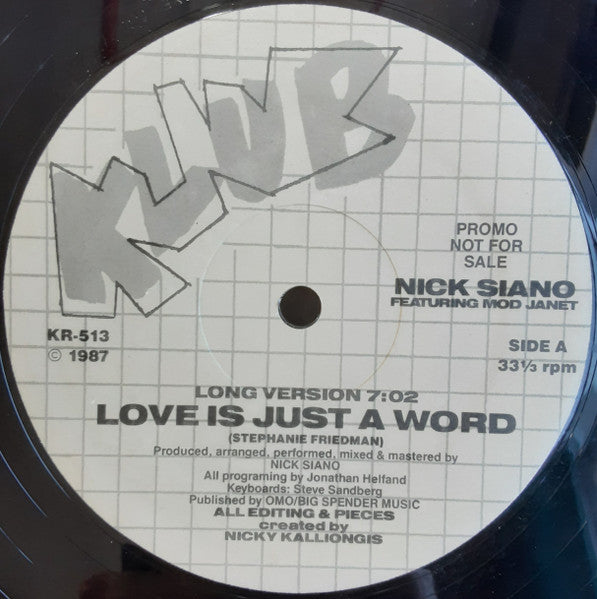 KLUB
PROMO
NOT FOR
SALE
NICK SIANO
FEATURING MOD JANET
KR-513
© 1987
SIDE A
33⅓ rpm
LONG VERSION 7:02
LOVE IS JUST A WORD
(STEPHANIE FRIEDMAN)
Produced, arranged, performed, mixed & mastered by
NICK SIANO
All programing by Jonathan Helfand
Keyboards: Steve Sandberg
Published by OMO/BIG SPENDER MUSIC
ALL EDITING & PIECES
created by
NICKY KALLIONGIS